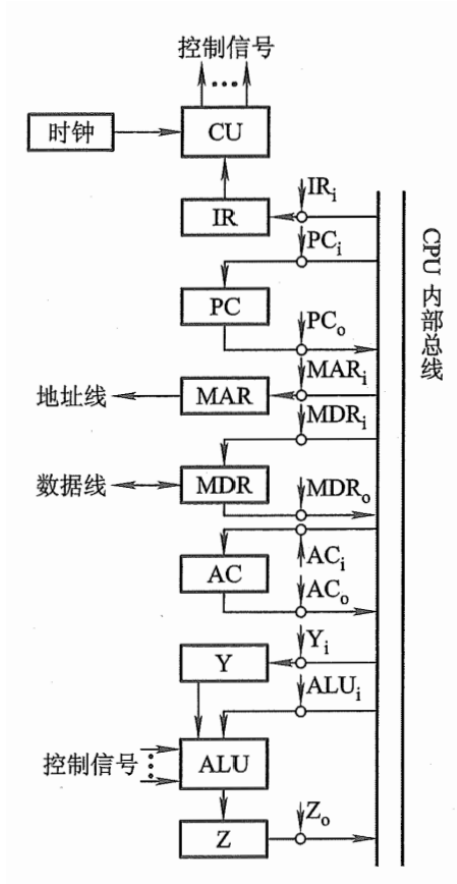 控制信号
时钟
CU
IR
IRᵢ
PCᵢ
PC
PCₒ
CPU 内部总线
MARᵢ
地址线
MAR
MDRᵢ
数据线
MDR
MDRₒ
AC
ACᵢ
ACₒ
Y
Yᵢ
ALUᵢ
控制信号
ALU
Z
Zₒ